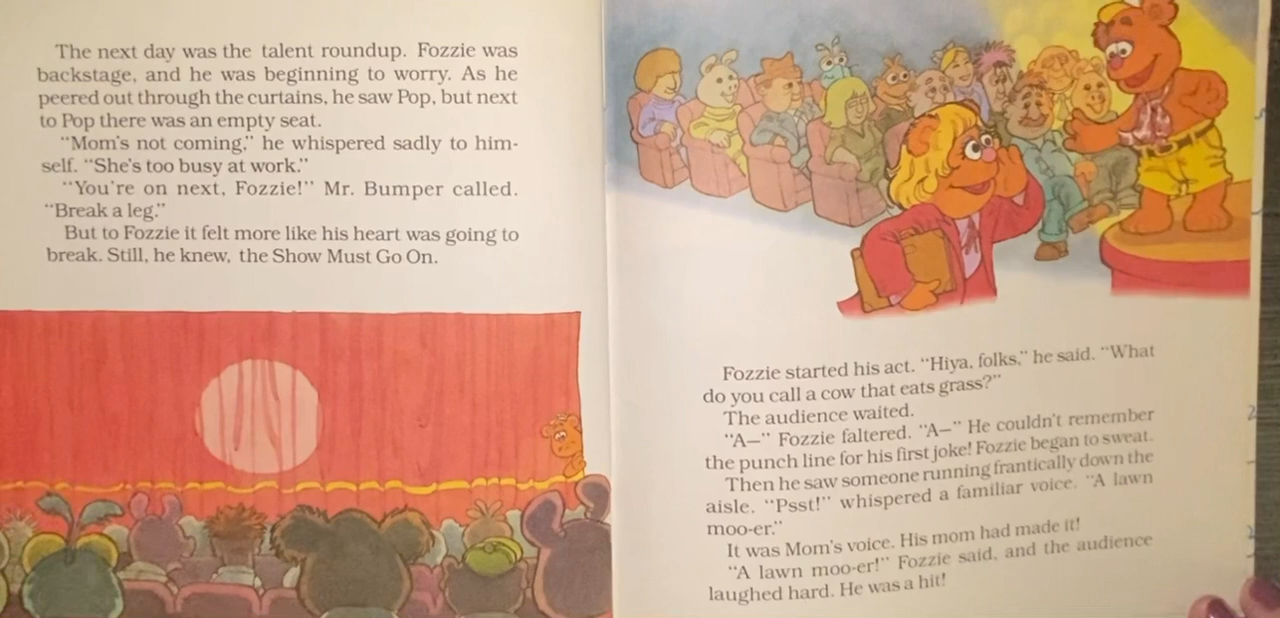 The next day was the talent roundup. Fozzie was
backstage, and he was beginning to worry. As he
peered out through the curtains, he saw Pop, but next
to Pop there was an empty seat.
"Mom's not coming," he whispered sadly to him-
self. "She's too busy at work."
"You're on next, Fozzie!" Mr. Bumper called.
"Break a leg."
But to Fozzie it felt more like his heart was going to
break. Still, he knew, the Show Must Go On.
Fozzie started his act. "Hiya, folks," he said. "What
do you call a cow that eats grass?"
The audience waited.
"A—" Fozzie faltered. "A—" He couldn't remember
the punch line for his first joke! Fozzie began to sweat.
Then he saw someone running frantically down the
aisle. "Psst!" whispered a familiar voice. "A lawn
moo-er."
It was Mom's voice. His mom had made it!
"A lawn moo-er!" Fozzie said, and the audience
laughed hard. He was a hit!